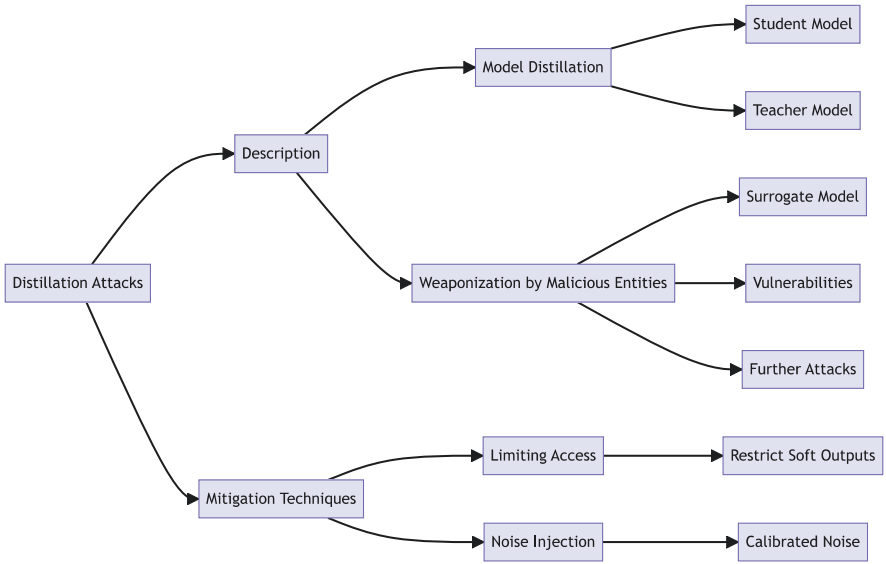 Student Model
Model Distillation
Teacher Model
Description
Surrogate Model
Distillation Attacks
Weaponization by Malicious Entities
Vulnerabilities
Further Attacks
Limiting Access
Restrict Soft Outputs
Mitigation Techniques
Noise Injection
Calibrated Noise